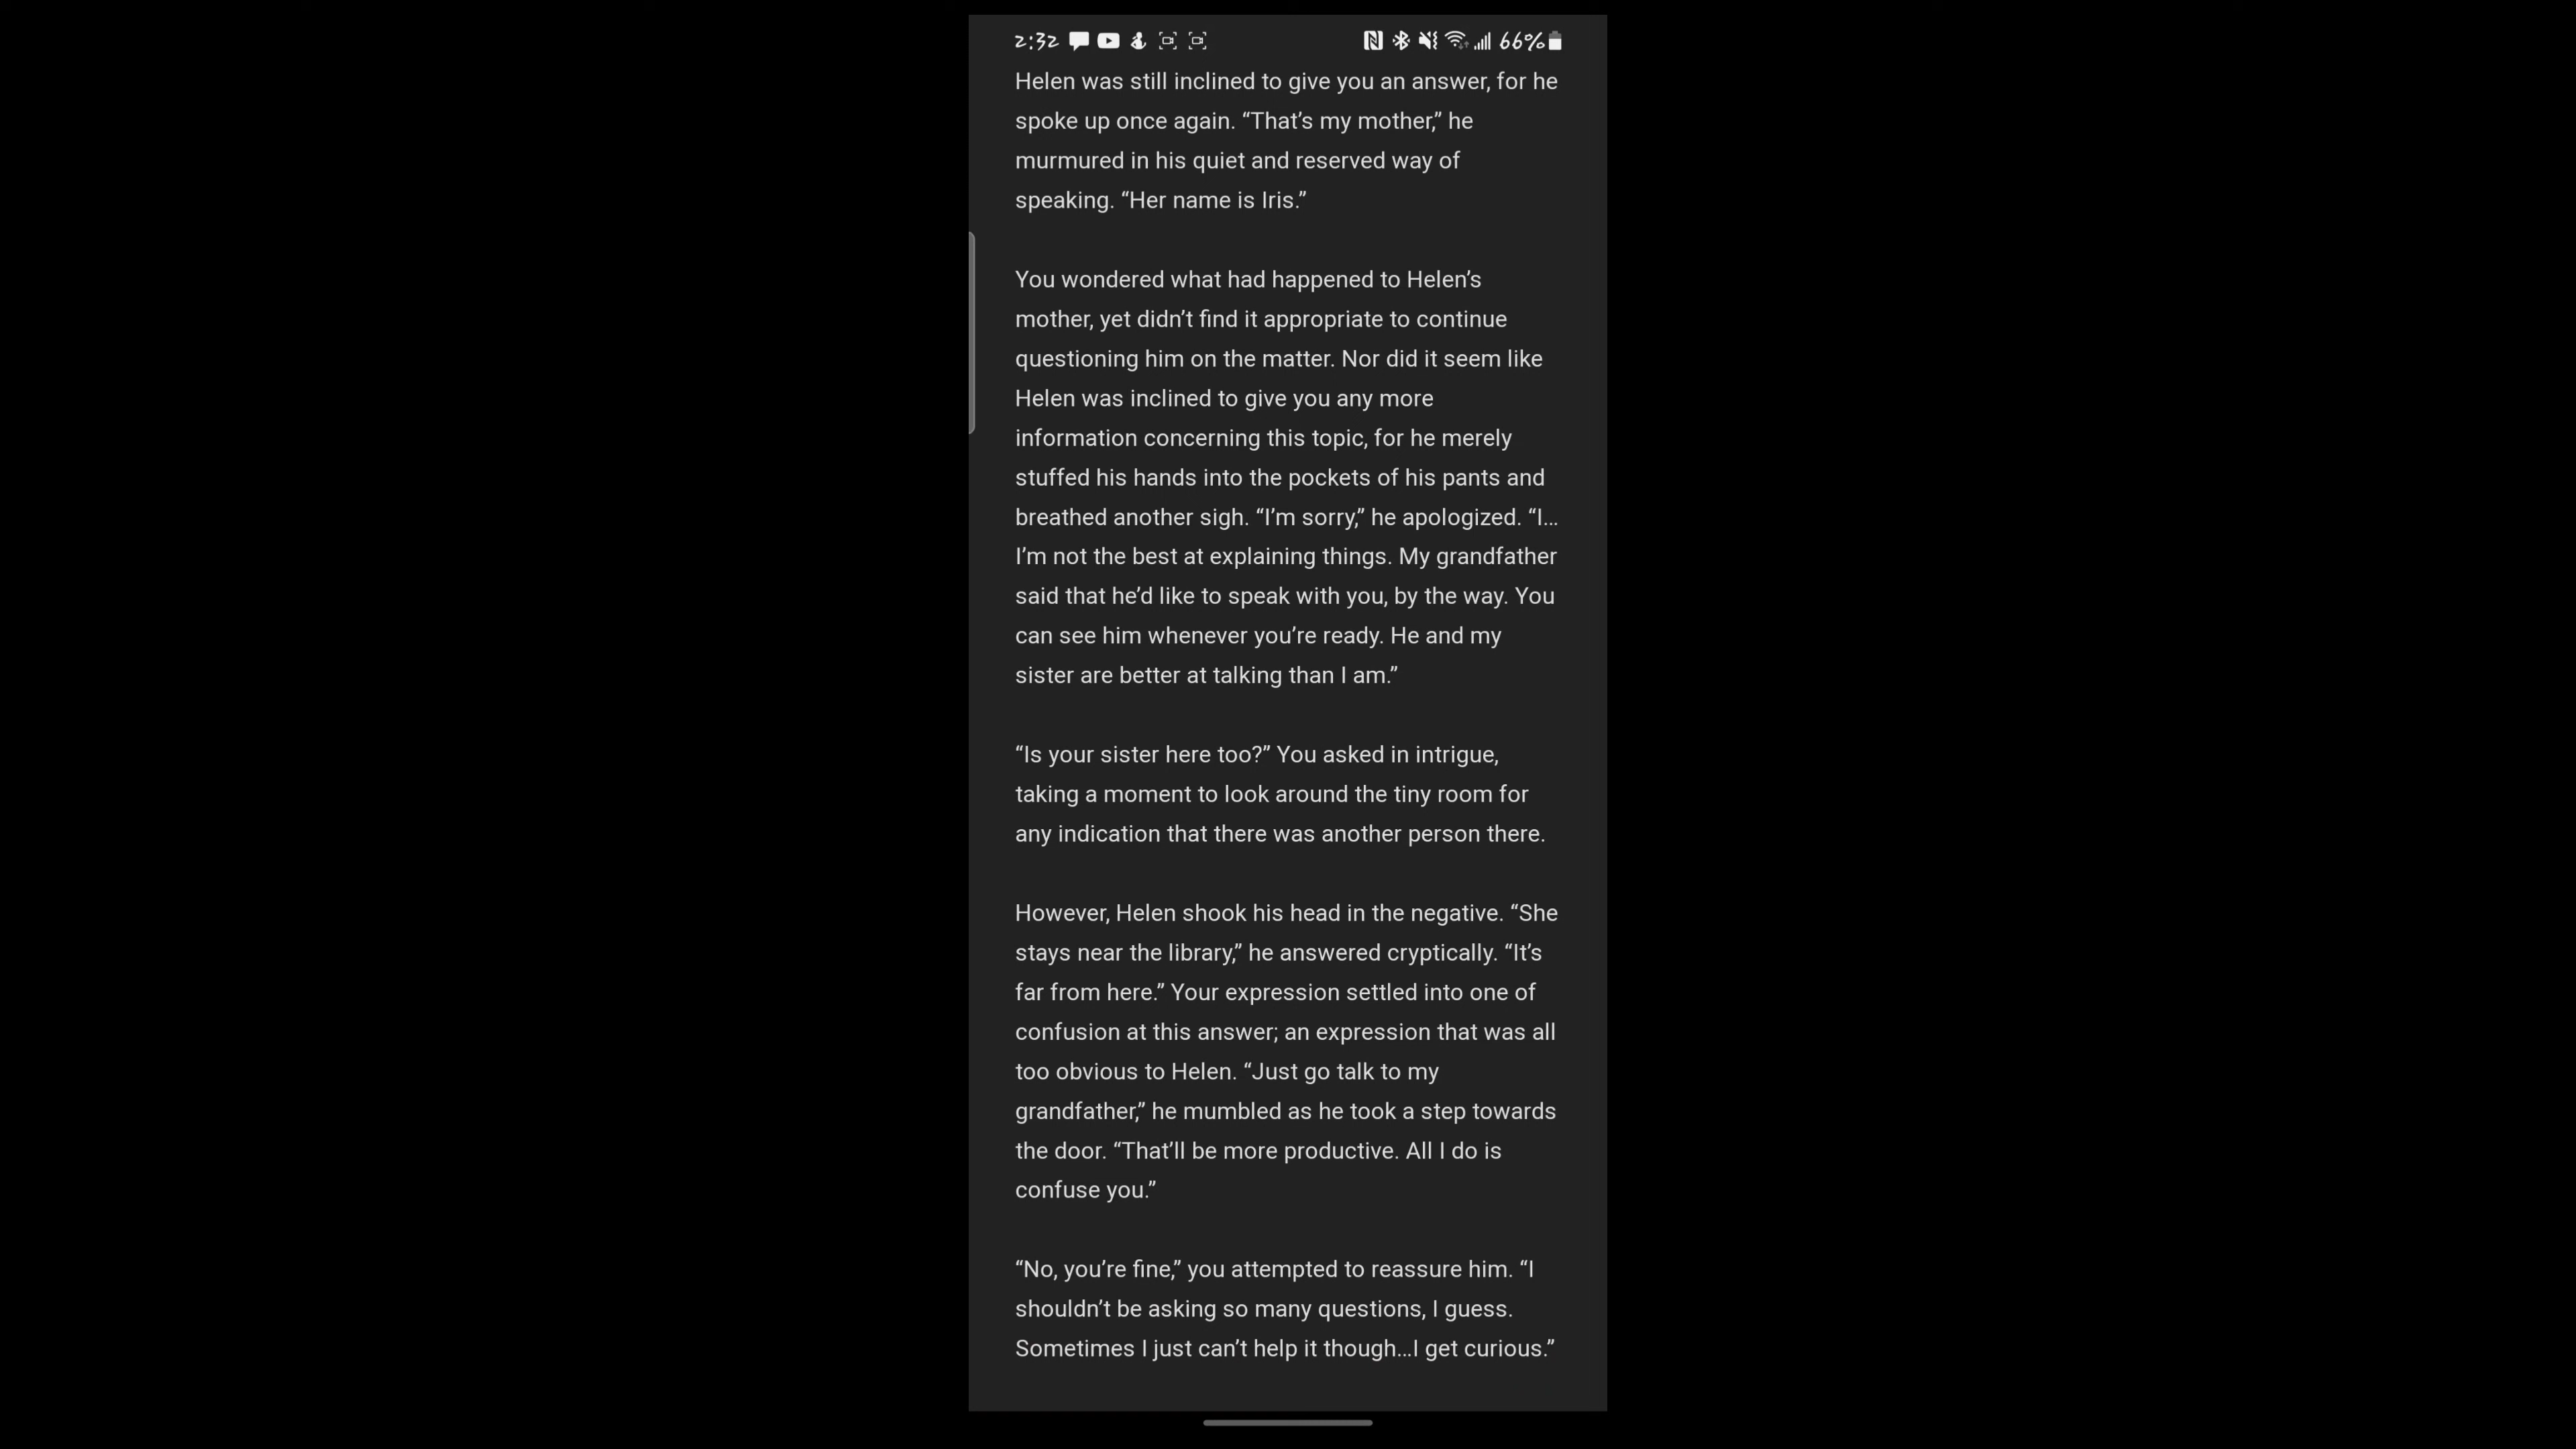 2:32 66%
Helen was still inclined to give you an answer, for he
spoke up once again. “That’s my mother,” he
murmured in his quiet and reserved way of
speaking. “Her name is Iris.”
You wondered what had happened to Helen’s
mother, yet didn’t find it appropriate to continue
questioning him on the matter. Nor did it seem like
Helen was inclined to give you any more
information concerning this topic, for he merely
stuffed his hands into the pockets of his pants and
breathed another sigh. “I’m sorry,” he apologized. “I…
I’m not the best at explaining things. My grandfather
said that he’d like to speak with you, by the way. You
can see him whenever you’re ready. He and my
sister are better at talking than I am.”
“Is your sister here too?” You asked in intrigue,
taking a moment to look around the tiny room for
any indication that there was another person there.
However, Helen shook his head in the negative. “She
stays near the library,” he answered cryptically. “It’s
far from here.” Your expression settled into one of
confusion at this answer; an expression that was all
too obvious to Helen. “Just go talk to my
grandfather,” he mumbled as he took a step towards
the door. “That’ll be more productive. All I do is
confuse you.”
“No, you’re fine,” you attempted to reassure him. “I
shouldn’t be asking so many questions, I guess.
Sometimes I just can’t help it though…I get curious.”